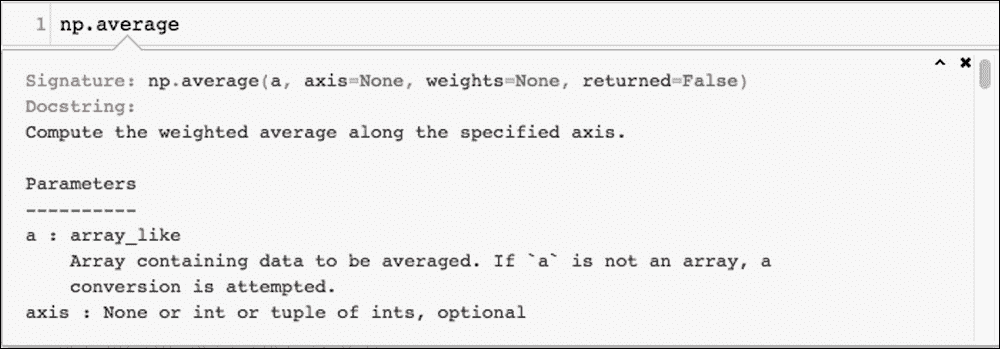 1 np.average
Signature: np.average(a, axis=None, weights=None, returned=False)
Docstring:
Compute the weighted average along the specified axis.
Parameters
----------
a : array_like
Array containing data to be averaged. If `a` is not an array, a
conversion is attempted.
axis : None or int or tuple of ints, optional